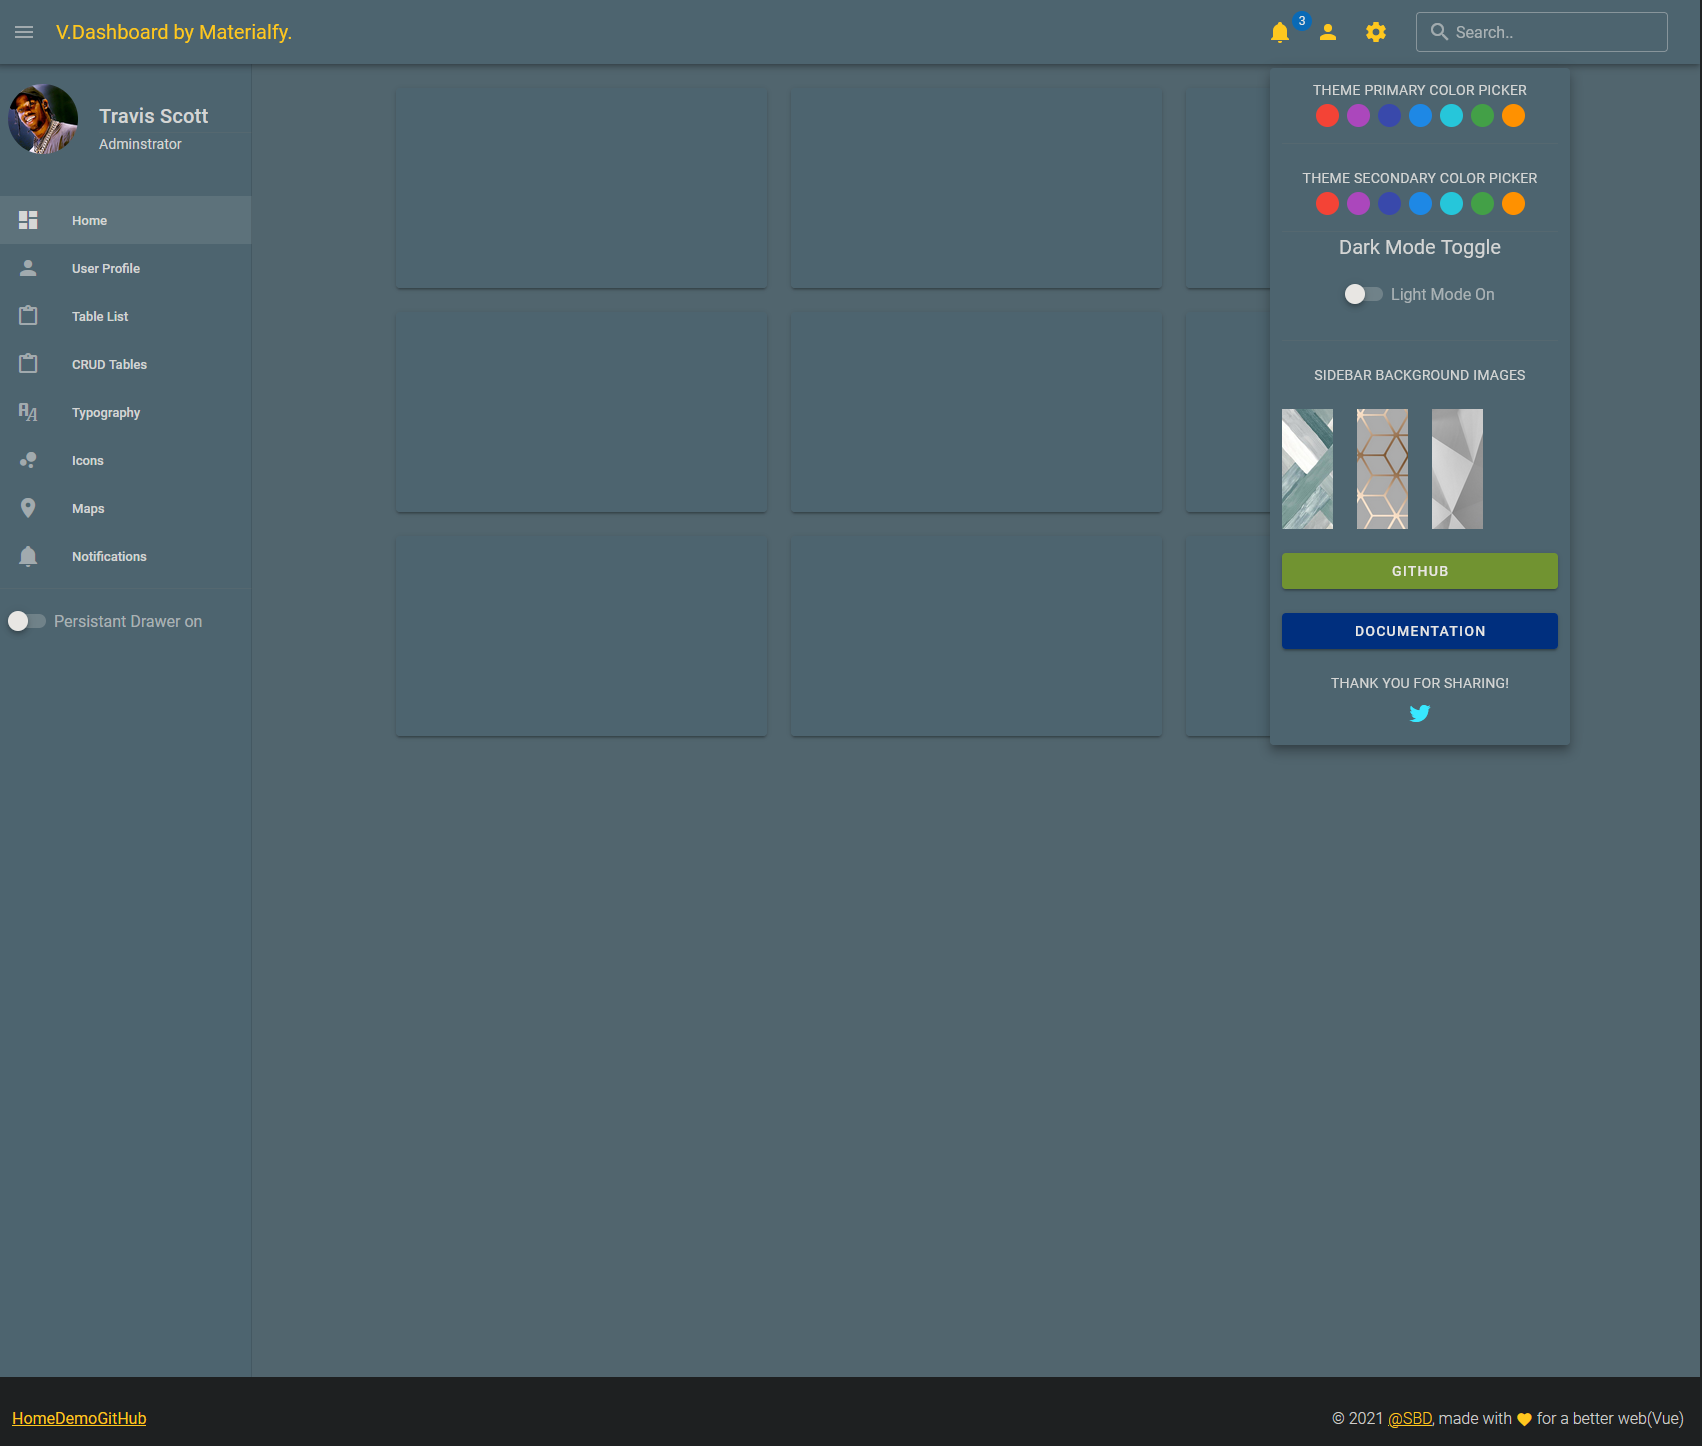 V.Dashboard by Materialfy.
3
Search..
Travis Scott
Adminstrator
Home
User Profile
Table List
CRUD Tables
Typography
Icons
Maps
Notifications
Persistant Drawer on
THEME PRIMARY COLOR PICKER
THEME SECONDARY COLOR PICKER
Dark Mode Toggle
Light Mode On
SIDEBAR BACKGROUND IMAGES
GITHUB
DOCUMENTATION
THANK YOU FOR SHARING!
HomeDemoGitHub
© 2021 @SBD, made with for a better web(Vue)